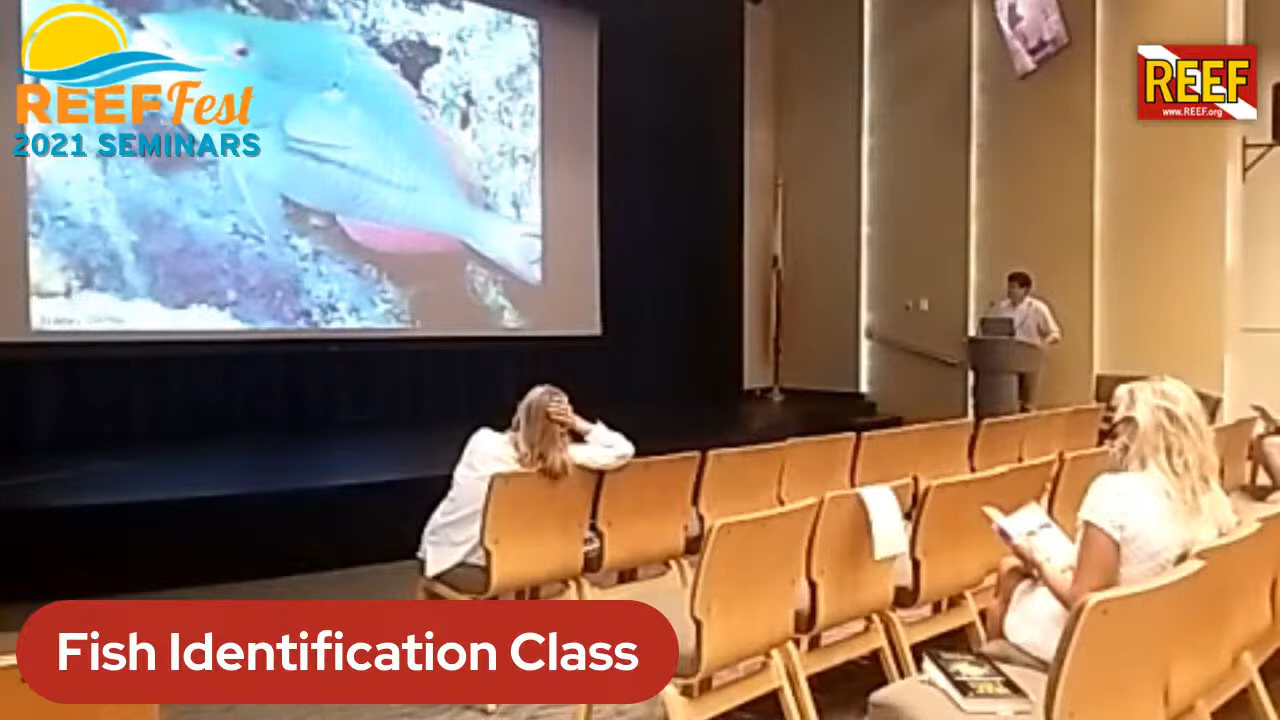 REEF Fest
2021 SEMINARS
REEF
www.REEF.org
Fish Identification Class